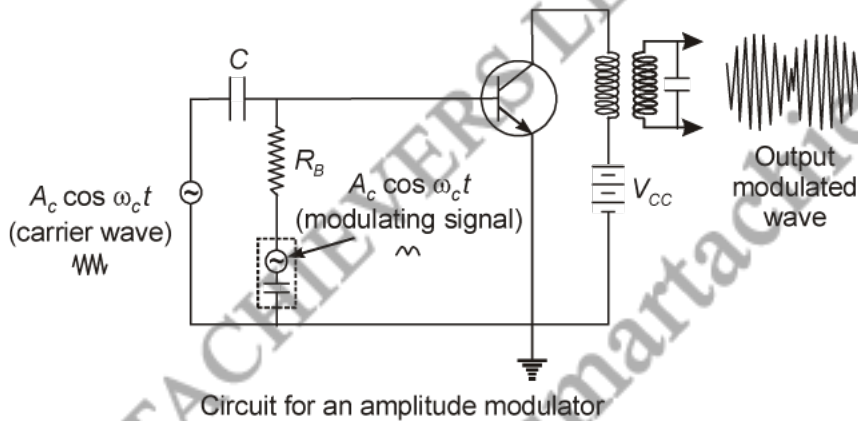 C
R_B
A_c cos ω_c t
(modulating signal)
A_c cos ω_c t
(carrier wave)
V_CC
Output
modulated
wave
Circuit for an amplitude modulator